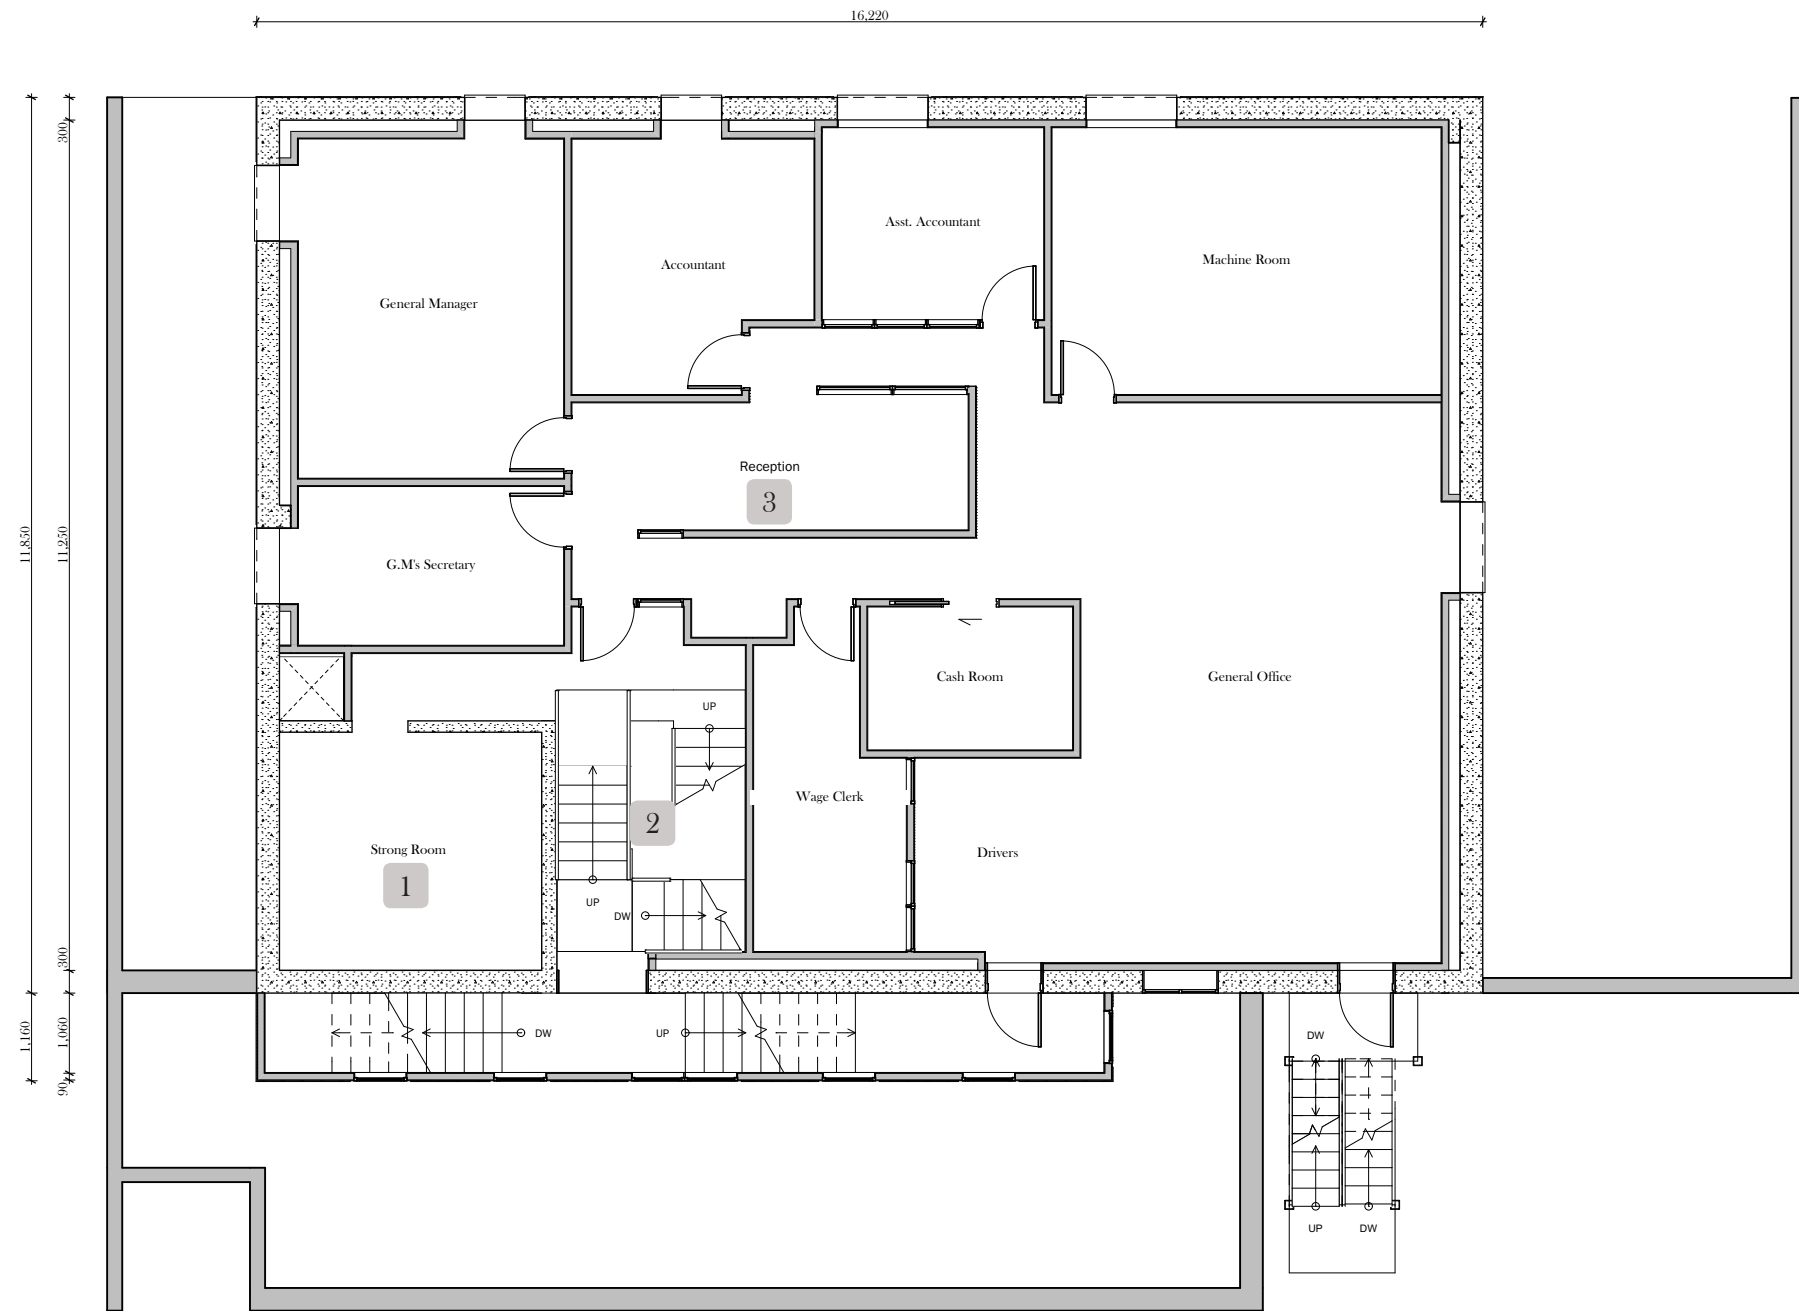 16,220
300
Asst. Accountant
Machine Room
Accountant
General Manager
Reception
3
11,850
11,250
G.M's Secretary
Cash Room
General Office
UP
Wage Clerk
2
Strong Room
Drivers
1
UP
DW
300
1,160
1,060
90
DW
UP
DW
UP
DW